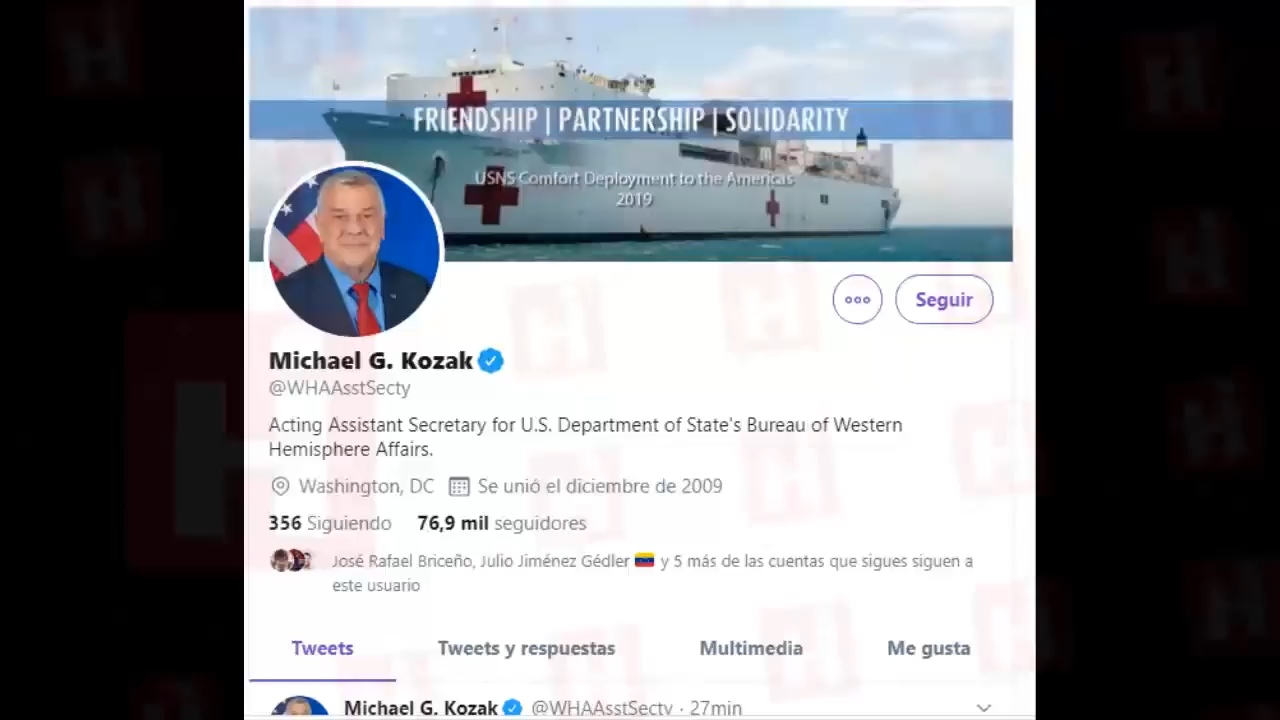 FRIENDSHIP | PARTNERSHIP | SOLIDARITY
USNS Comfort Deployment to the Americas
2019
Seguir
Michael G. Kozak
@WHAAsstSecty
Acting Assistant Secretary for U.S. Department of State's Bureau of Western
Hemisphere Affairs.
Washington, DC Se unió el diciembre de 2009
356 Siguiendo 76,9 mil seguidores
José Rafael Briceño, Julio Jiménez Gédler 🇻🇪 y 5 más de las cuentas que sigues siguen a
este usuario
Tweets Tweets y respuestas Multimedia Me gusta
Michael G. Kozak @WHAAsstSecty · 27min